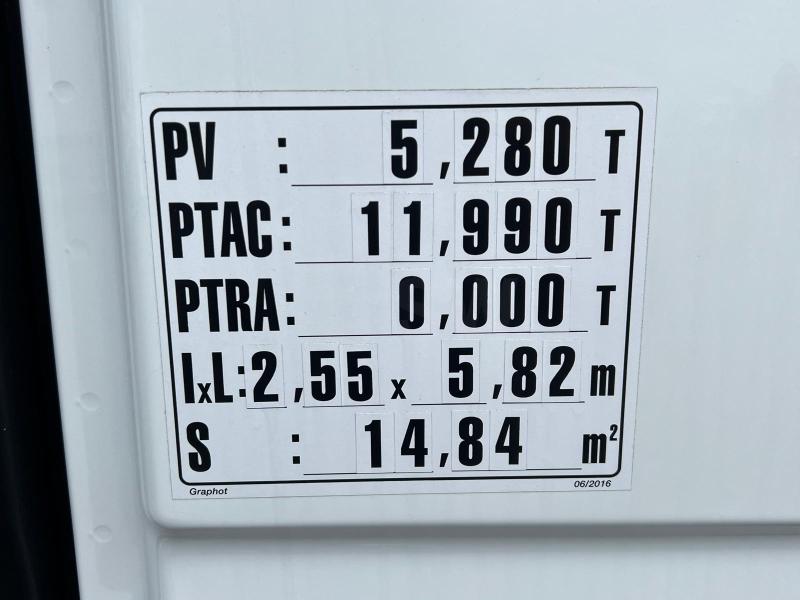 PV : 5,280 T
PTAC: 11,990 T
PTRA: 0,000 T
lxL: 2,55 x 5,82 m
S : 14,84 m²
Graphot 06/2016